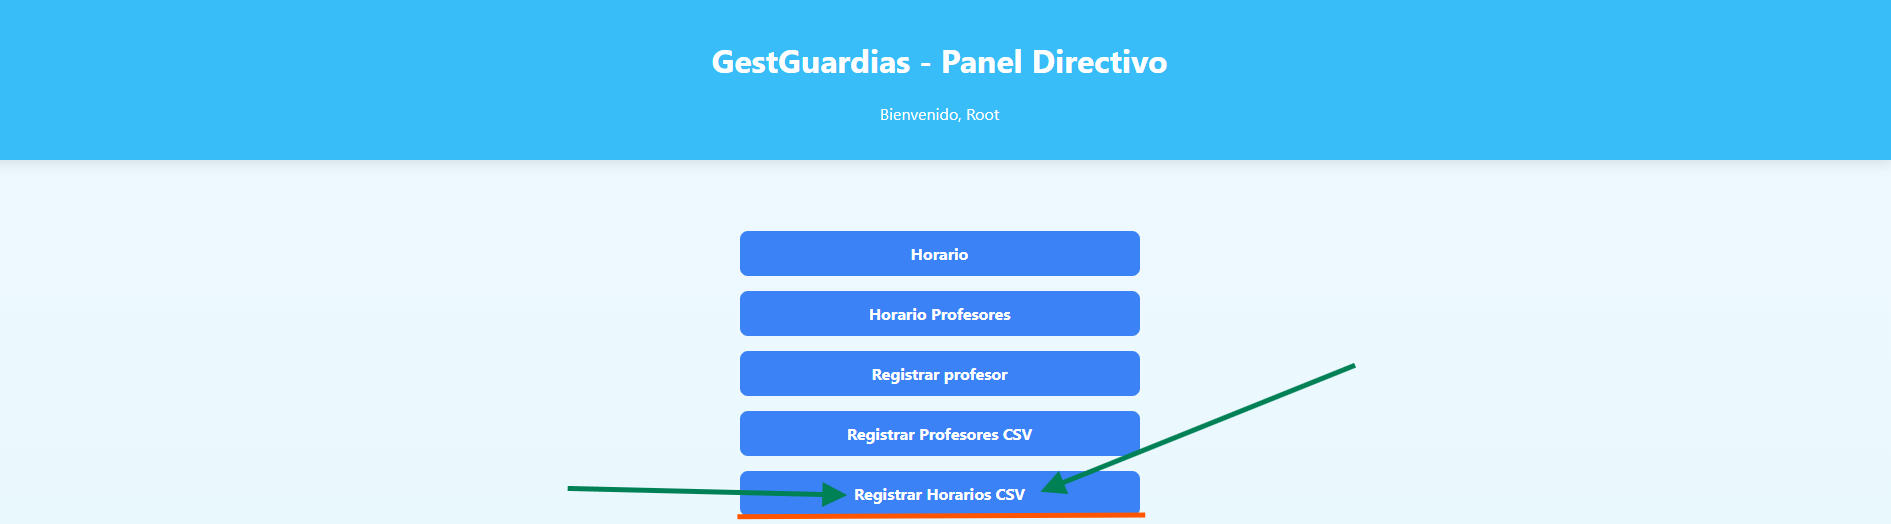 GestGuardias - Panel Directivo
Bienvenido, Root
Horario
Horario Profesores
Registrar profesor
Registrar Profesores CSV
Registrar Horarios CSV